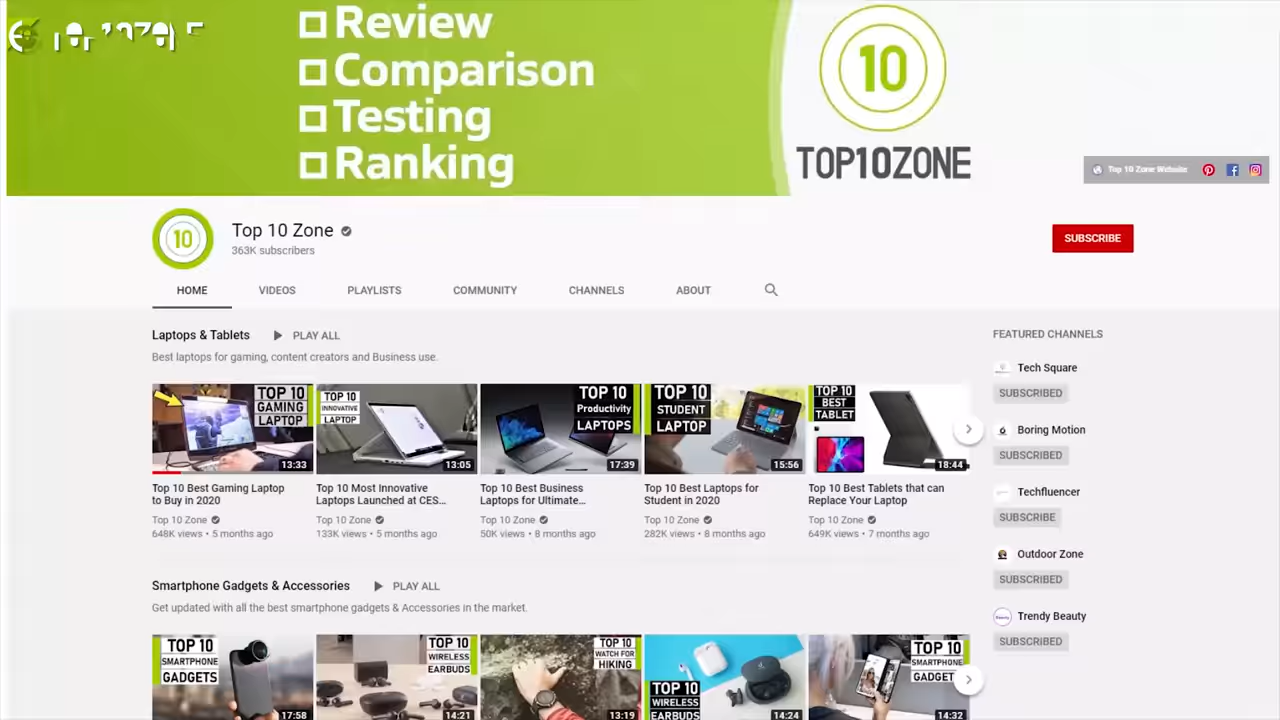 Review
Comparison
Testing
Ranking
10
TOP10ZONE
Top 10 Zone Website
10
Top 10 Zone
363K subscribers
SUBSCRIBE
HOME
VIDEOS
PLAYLISTS
COMMUNITY
CHANNELS
ABOUT
Laptops & Tablets
PLAY ALL
Best laptops for gaming, content creators and Business use.
TOP 10
GAMING
LAPTOP
13:33
TOP 10
INNOVATIVE
LAPTOP
13:05
TOP 10
Productivity
LAPTOPS
17:39
TOP 10
STUDENT
LAPTOP
15:56
TOP 10
BEST
TABLET
18:44
Top 10 Best Gaming Laptop
to Buy in 2020
Top 10 Zone
648K views • 5 months ago
Top 10 Most Innovative
Laptops Launched at CES...
Top 10 Zone
133K views • 5 months ago
Top 10 Best Business
Laptops for Ultimate...
Top 10 Zone
50K views • 8 months ago
Top 10 Best Laptops for
Student in 2020
Top 10 Zone
282K views • 8 months ago
Top 10 Best Tablets that can
Replace Your Laptop
Top 10 Zone
649K views • 7 months ago
Smartphone Gadgets & Accessories
PLAY ALL
Get updated with all the best smartphone gadgets & Accessories in the market.
TOP 10
SMARTPHONE
GADGETS
17:58
TOP 10
WIRELESS
EARBUDS
14:21
TOP 10
WATCH FOR
HIKING
13:19
TOP 10
WIRELESS
EARBUDS
14:24
TOP 10
SMARTPHONE
GADGETS
14:32
FEATURED CHANNELS
Tech Square
SUBSCRIBED
Boring Motion
SUBSCRIBED
Techfluencer
SUBSCRIBE
Outdoor Zone
SUBSCRIBED
Trendy Beauty
SUBSCRIBED